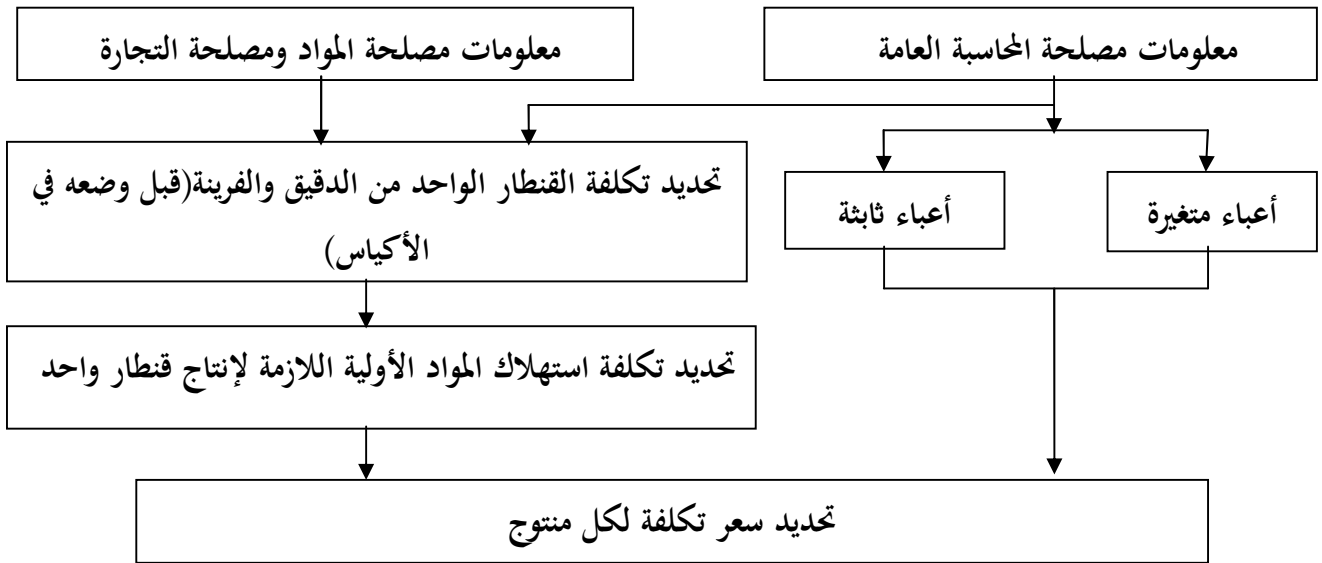 معلومات مصلحة المحاسبة العامة
معلومات مصلحة المواد ومصلحة التجارة
أعباء متغيرة
أعباء ثابثة
تحديد تكلفة القنطار الواحد من الدقيق والفرينة(قبل وضعه في
الأكياس)
تحديد تكلفة استهلاك المواد الأولية اللازمة لإنتاج قنطار واحد
تحديد سعر تكلفة لكل منتوج